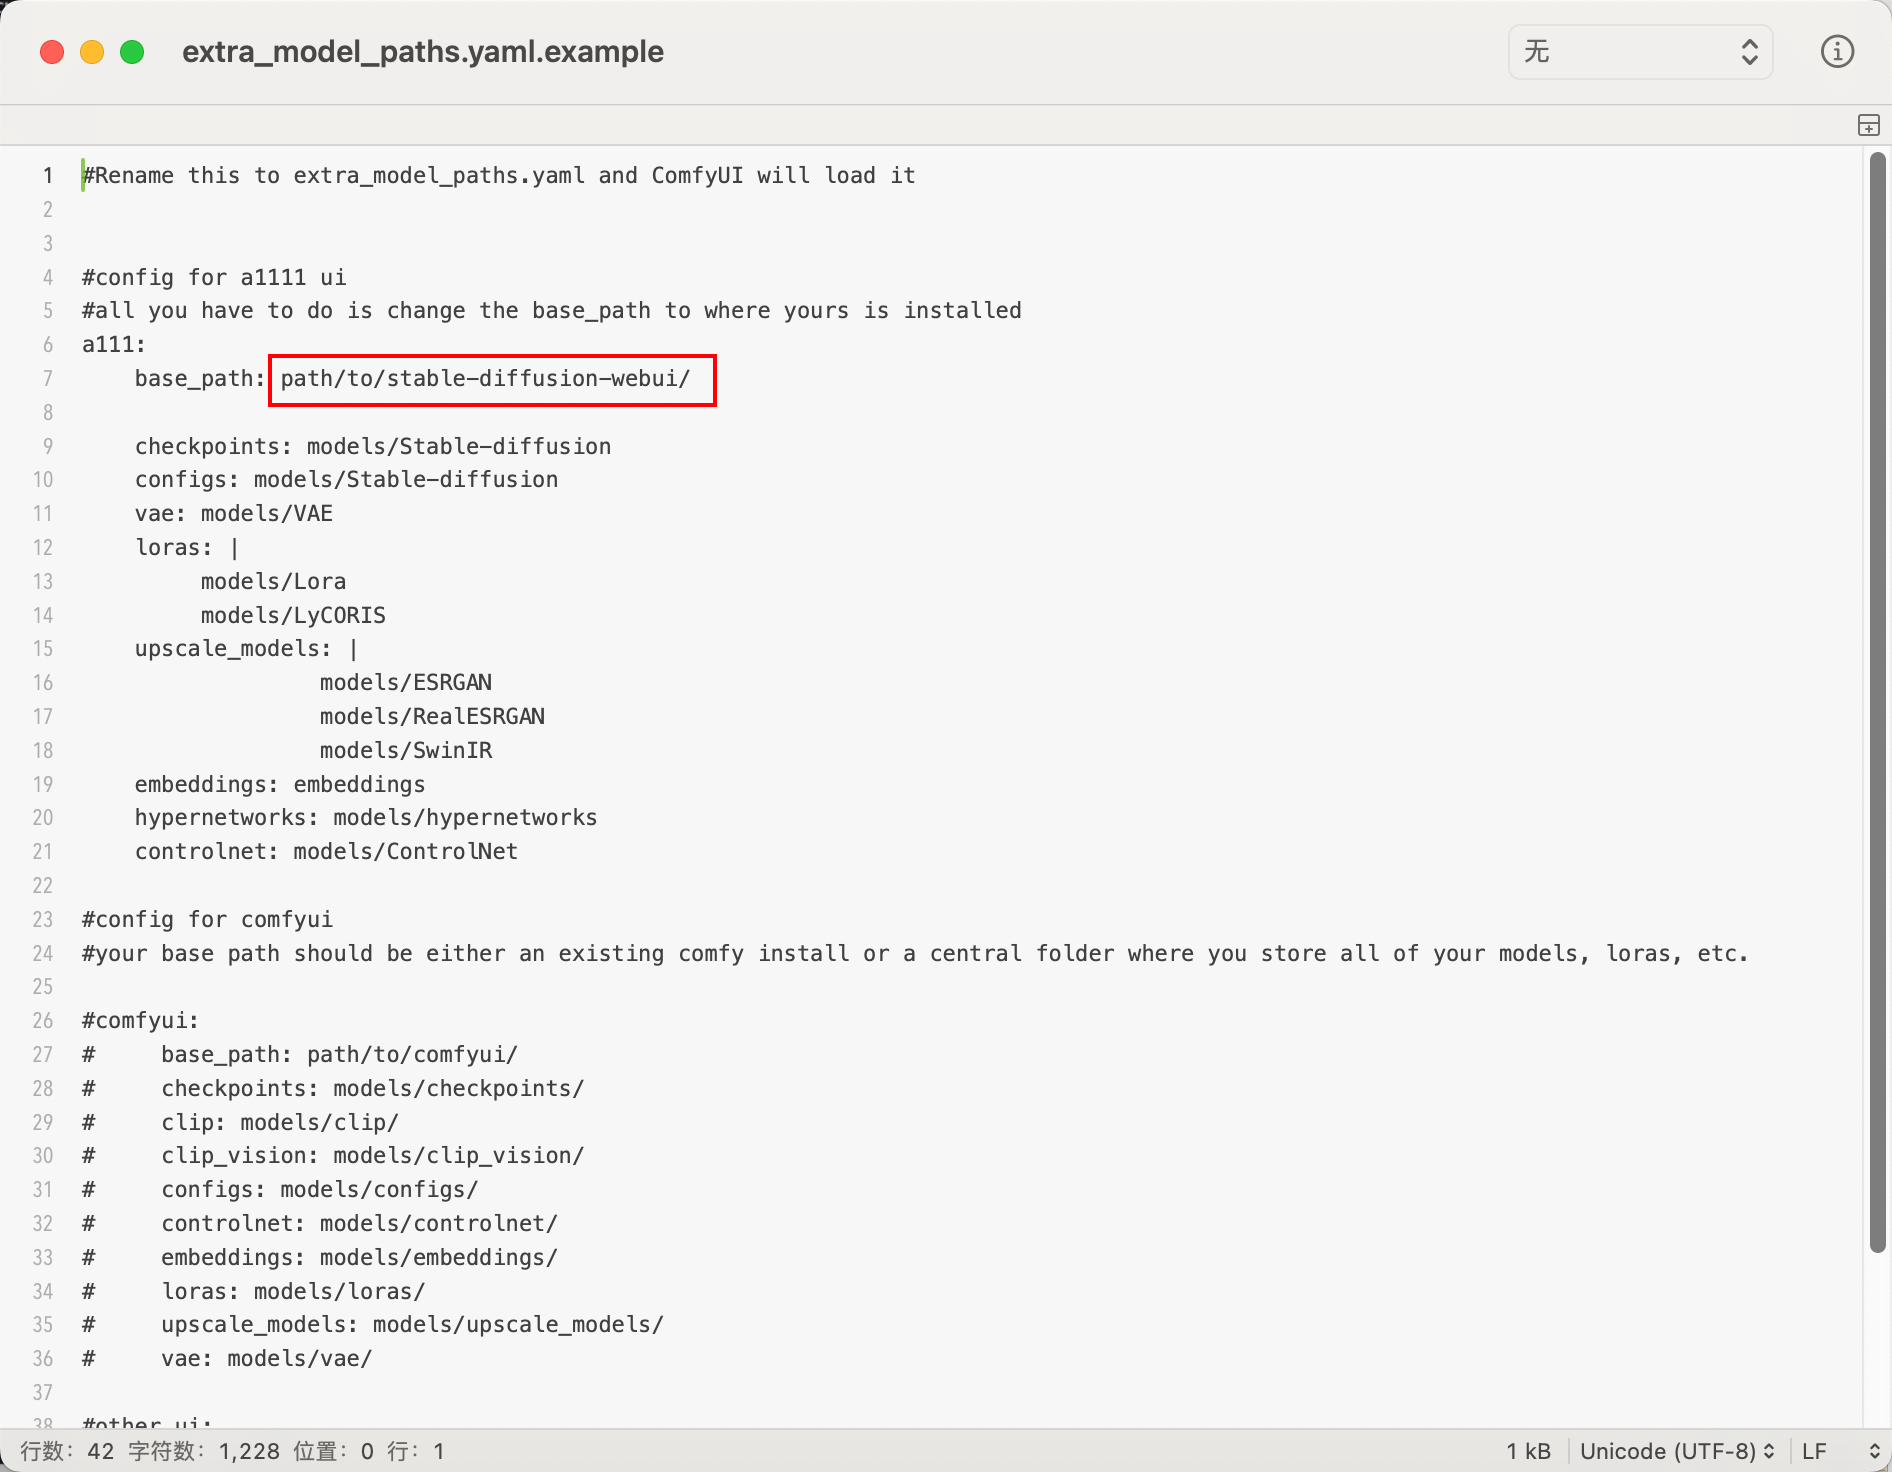 extra_model_paths.yaml.example
无
1 #Rename this to extra_model_paths.yaml and ComfyUI will load it
2
3
4 #config for a1111 ui
5 #all you have to do is change the base_path to where yours is installed
6 a111:
7     base_path: path/to/stable-diffusion-webui/
8
9     checkpoints: models/Stable-diffusion
10     configs: models/Stable-diffusion
11     vae: models/VAE
12     loras: |
13          models/Lora
14          models/LyCORIS
15     upscale_models: |
16                   models/ESRGAN
17                   models/RealESRGAN
18                   models/SwinIR
19     embeddings: embeddings
20     hypernetworks: models/hypernetworks
21     controlnet: models/ControlNet
22
23 #config for comfyui
24 #your base path should be either an existing comfy install or a central folder where you store all of your models, loras, etc.
25
26 #comfyui:
27 #     base_path: path/to/comfyui/
28 #     checkpoints: models/checkpoints/
29 #     clip: models/clip/
30 #     clip_vision: models/clip_vision/
31 #     configs: models/configs/
32 #     controlnet: models/controlnet/
33 #     embeddings: models/embeddings/
34 #     loras: models/loras/
35 #     upscale_models: models/upscale_models/
36 #     vae: models/vae/
37
38 #other ui:
行数: 42 字符数: 1,228 位置: 0 行: 1
1 kB Unicode (UTF-8) LF